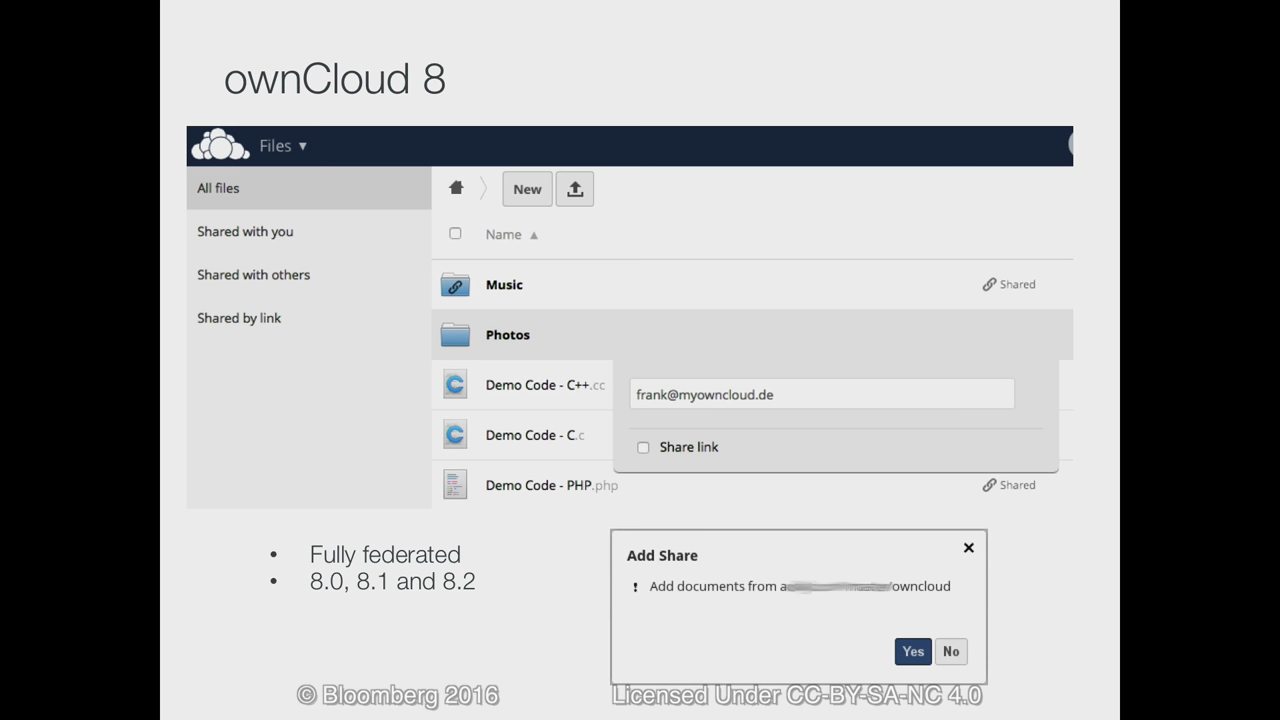 ownCloud 8
Files ▾
All files
Shared with you
Shared with others
Shared by link
New
Name ▲
Music
Shared
Photos
Demo Code - C++.cc
frank@myowncloud.de
Share link
Demo Code - C.c
Demo Code - PHP.php
Shared
• Fully federated
• 8.0, 8.1 and 8.2
Add Share
! Add documents from owncloud
Yes No
© Bloomberg 2016
Licensed Under CC-BY-SA-NC 4.0